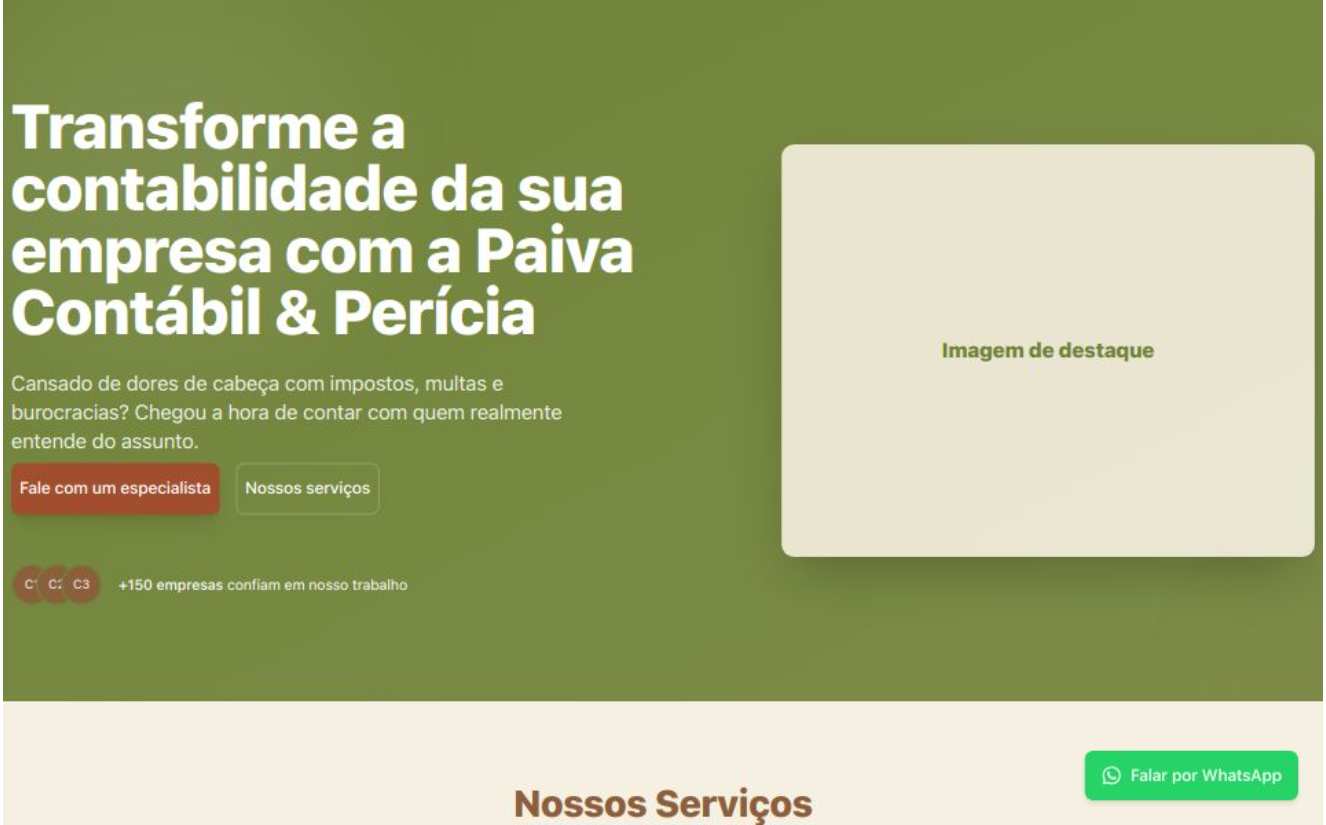 Transforme a
contabilidade da sua
empresa com a Paiva
Contábil & Perícia
Cansado de dores de cabeça com impostos, multas e
burocracias? Chegou a hora de contar com quem realmente
entende do assunto.
Fale com um especialista
Nossos serviços
C3
+150 empresas confiam em nosso trabalho
Imagem de destaque
Nossos Serviços
Falar por WhatsApp